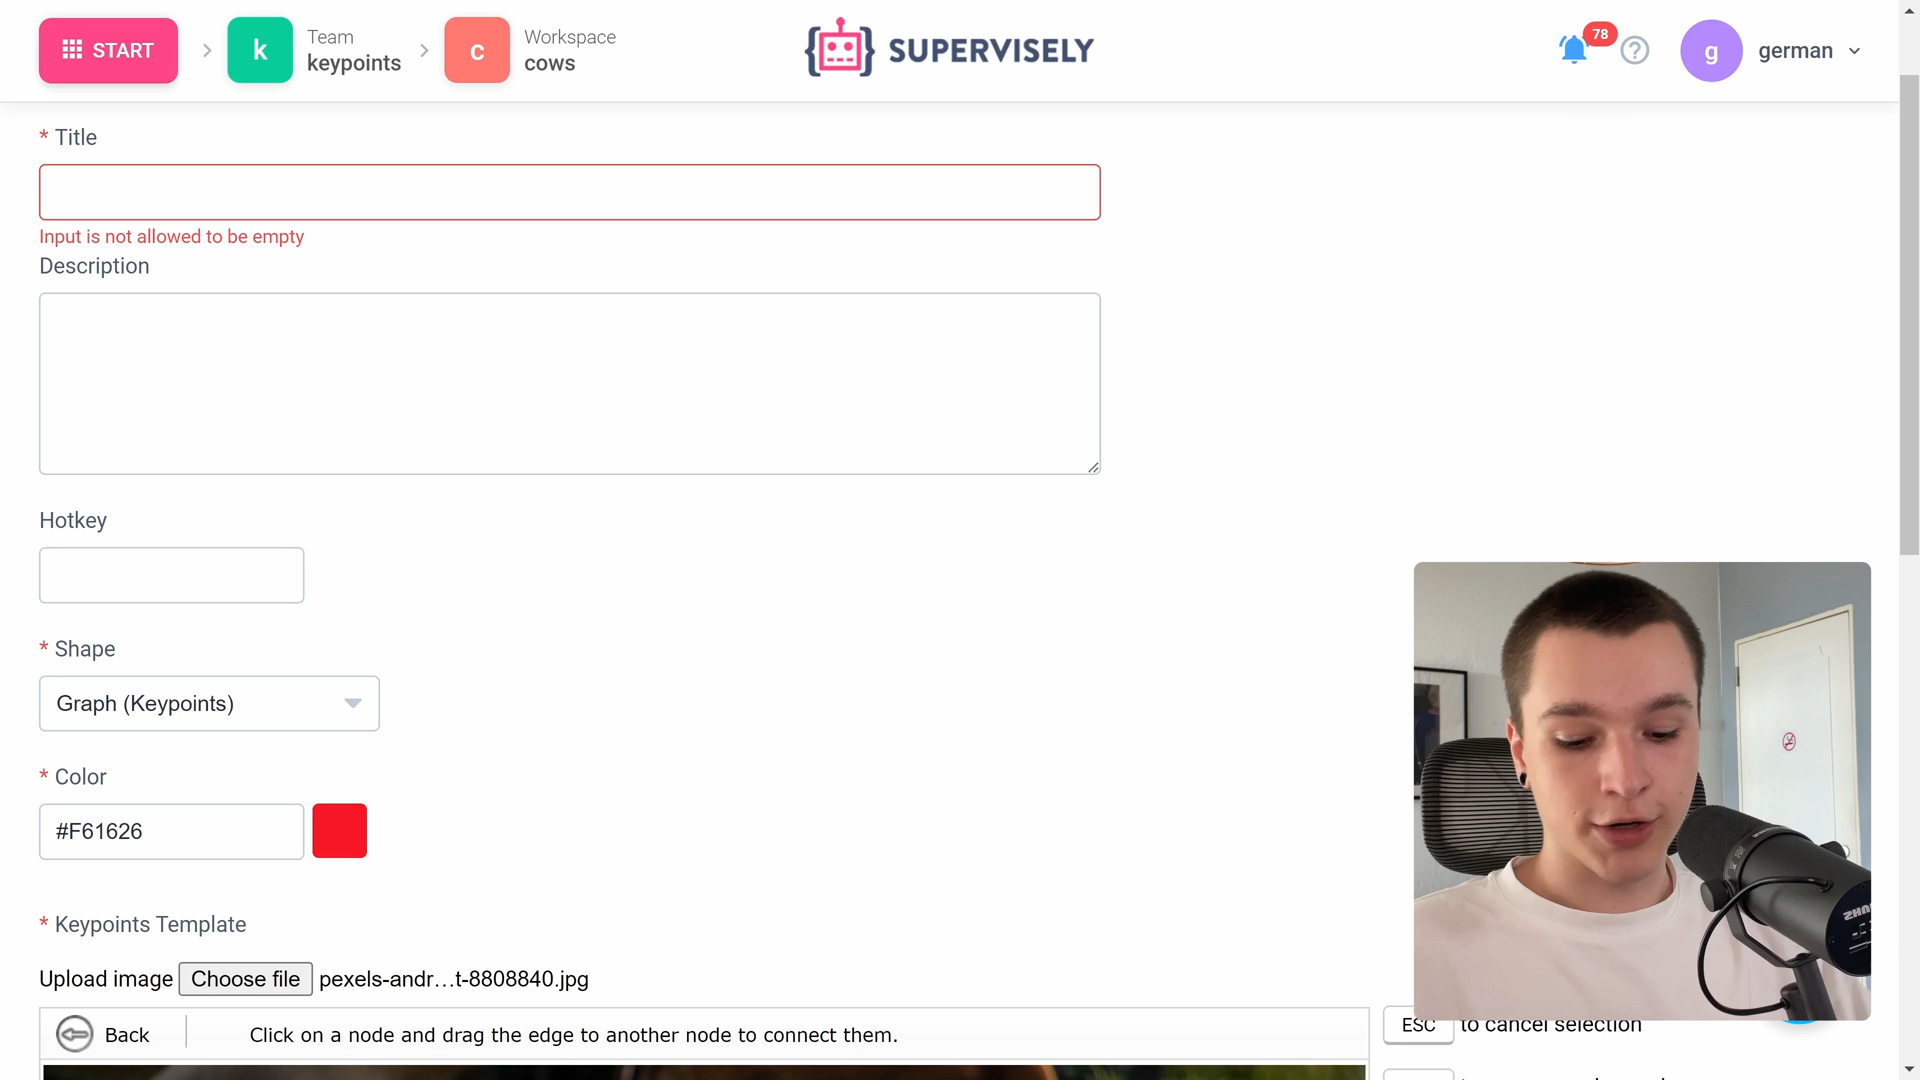 START
k
Team
keypoints
c
Workspace
cows
SUPERVISELY
78
?
g
german
* Title
Input is not allowed to be empty
Description
Hotkey
* Shape
Graph (Keypoints)
* Color
#F61626
* Keypoints Template
Upload image Choose file pexels-andr...t-8808840.jpg
Back
Click on a node and drag the edge to another node to connect them.
ESC to cancel selection